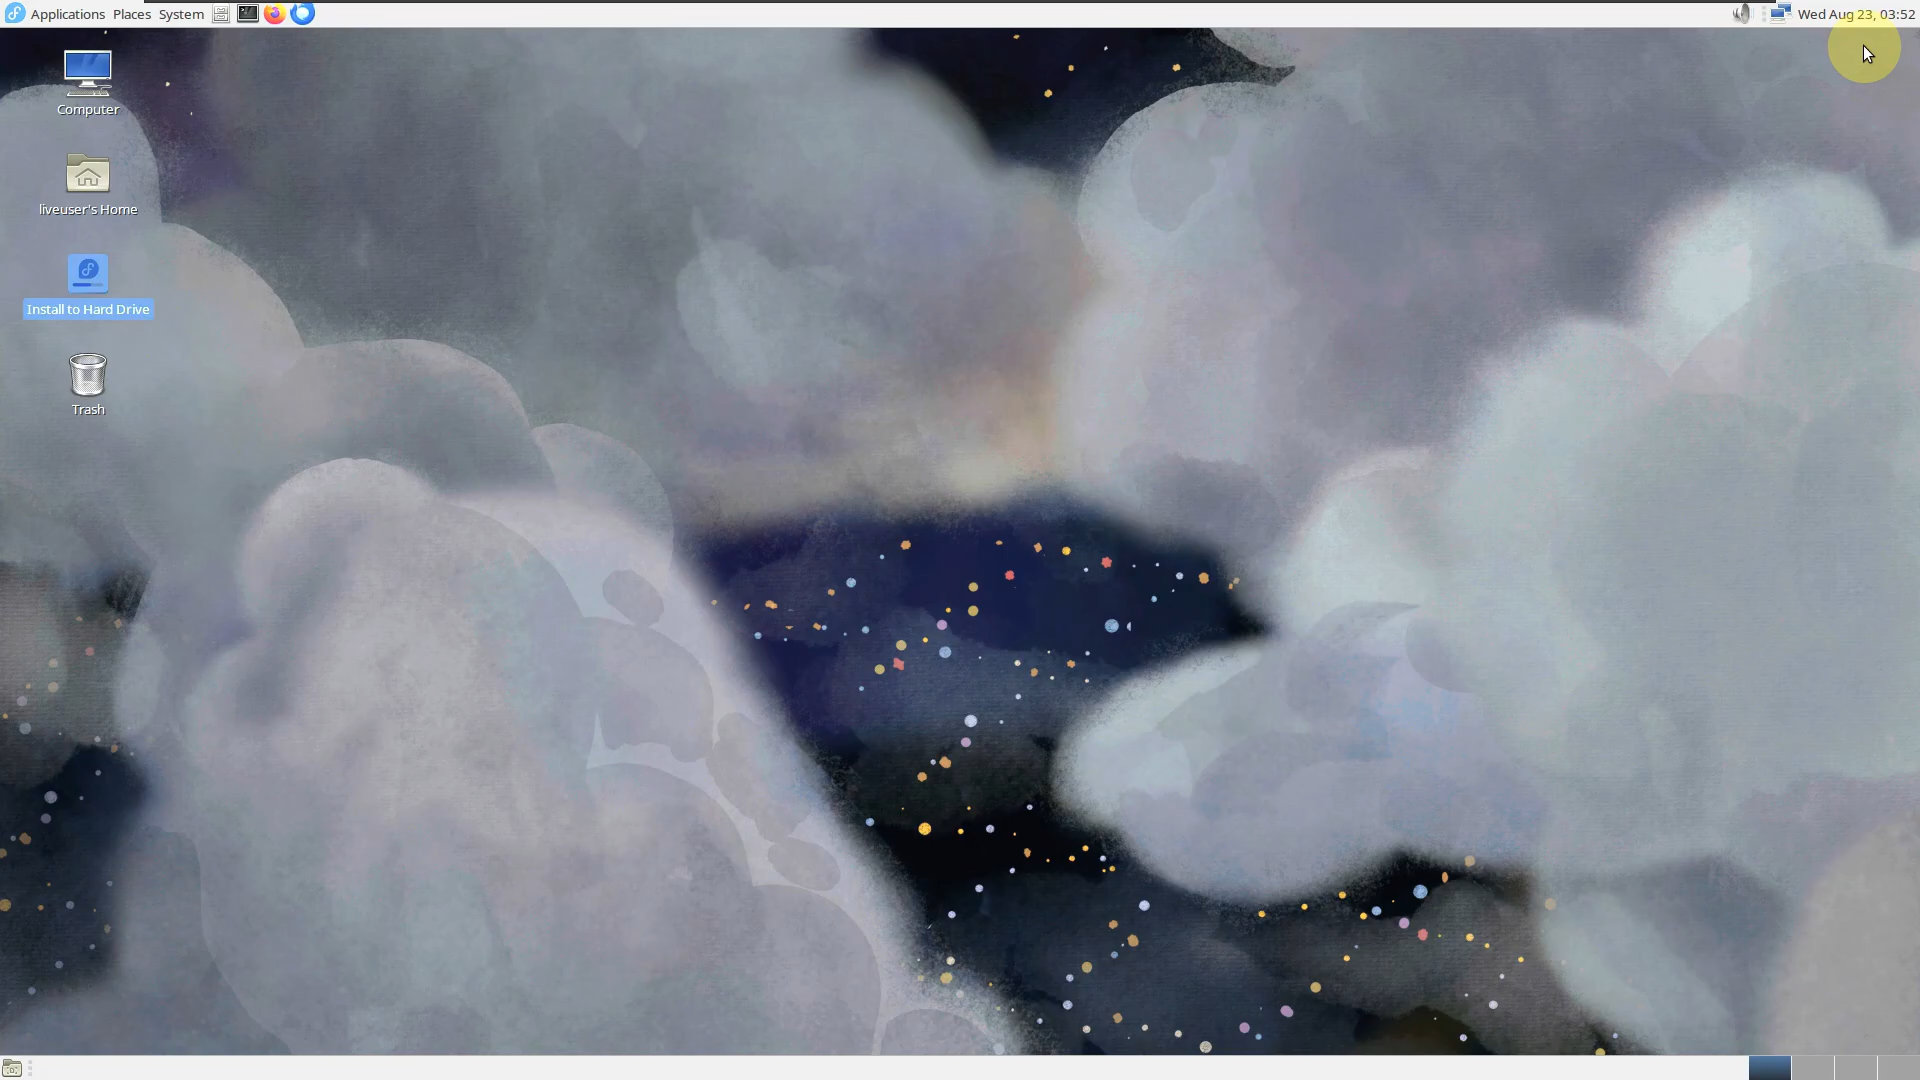 Applications Places System
Wed Aug 23, 03:52
Computer
liveuser's Home
Install to Hard Drive
Trash